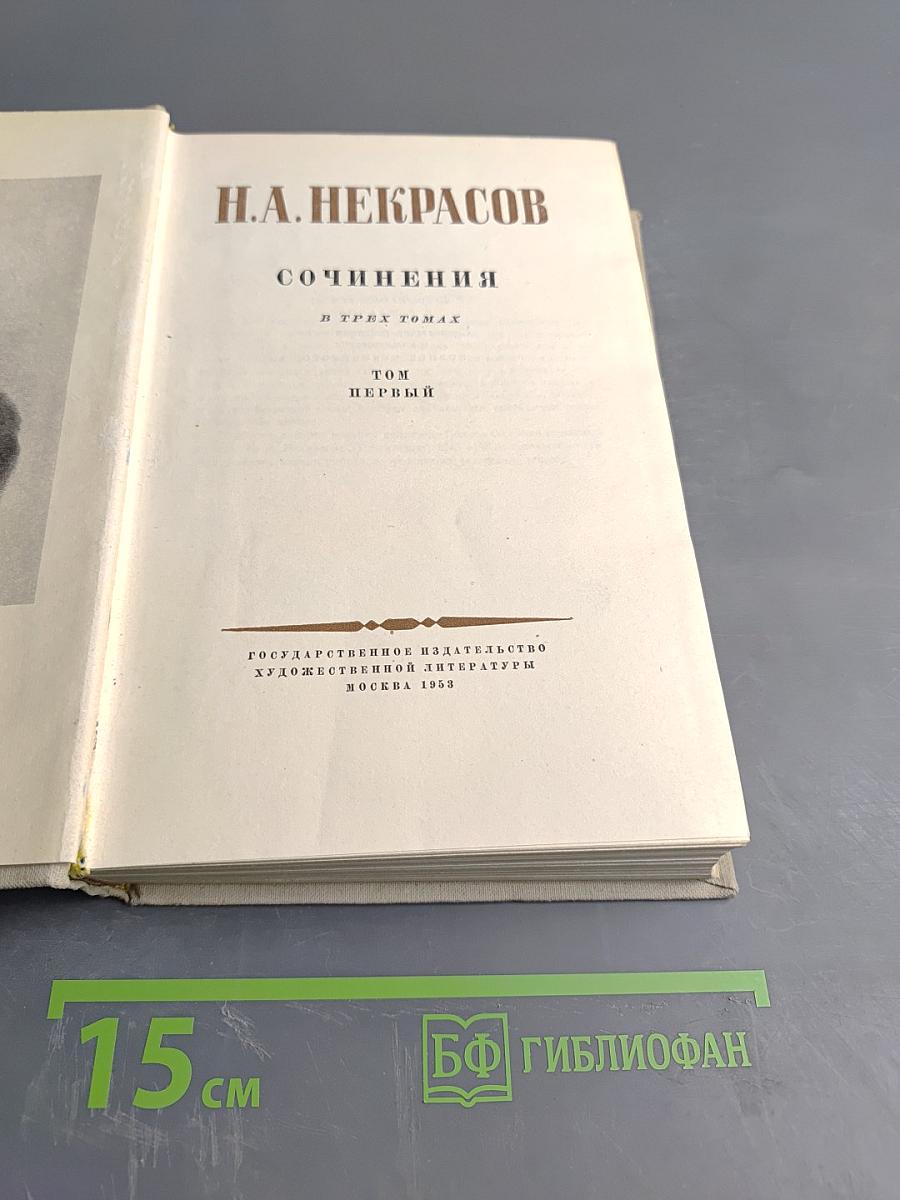 Н.А.НЕКРАСОВ
СОЧИНЕНИЯ
В ТРЕХ ТОМАХ
ТОМ
ПЕРВЫЙ
ГОСУДАРСТВЕННОЕ ИЗДАТЕЛЬСТВО
ХУДОЖЕСТВЕННОЙ ЛИТЕРАТУРЫ
МОСКВА 1953
15 см
БФ ГИБЛИОФАН